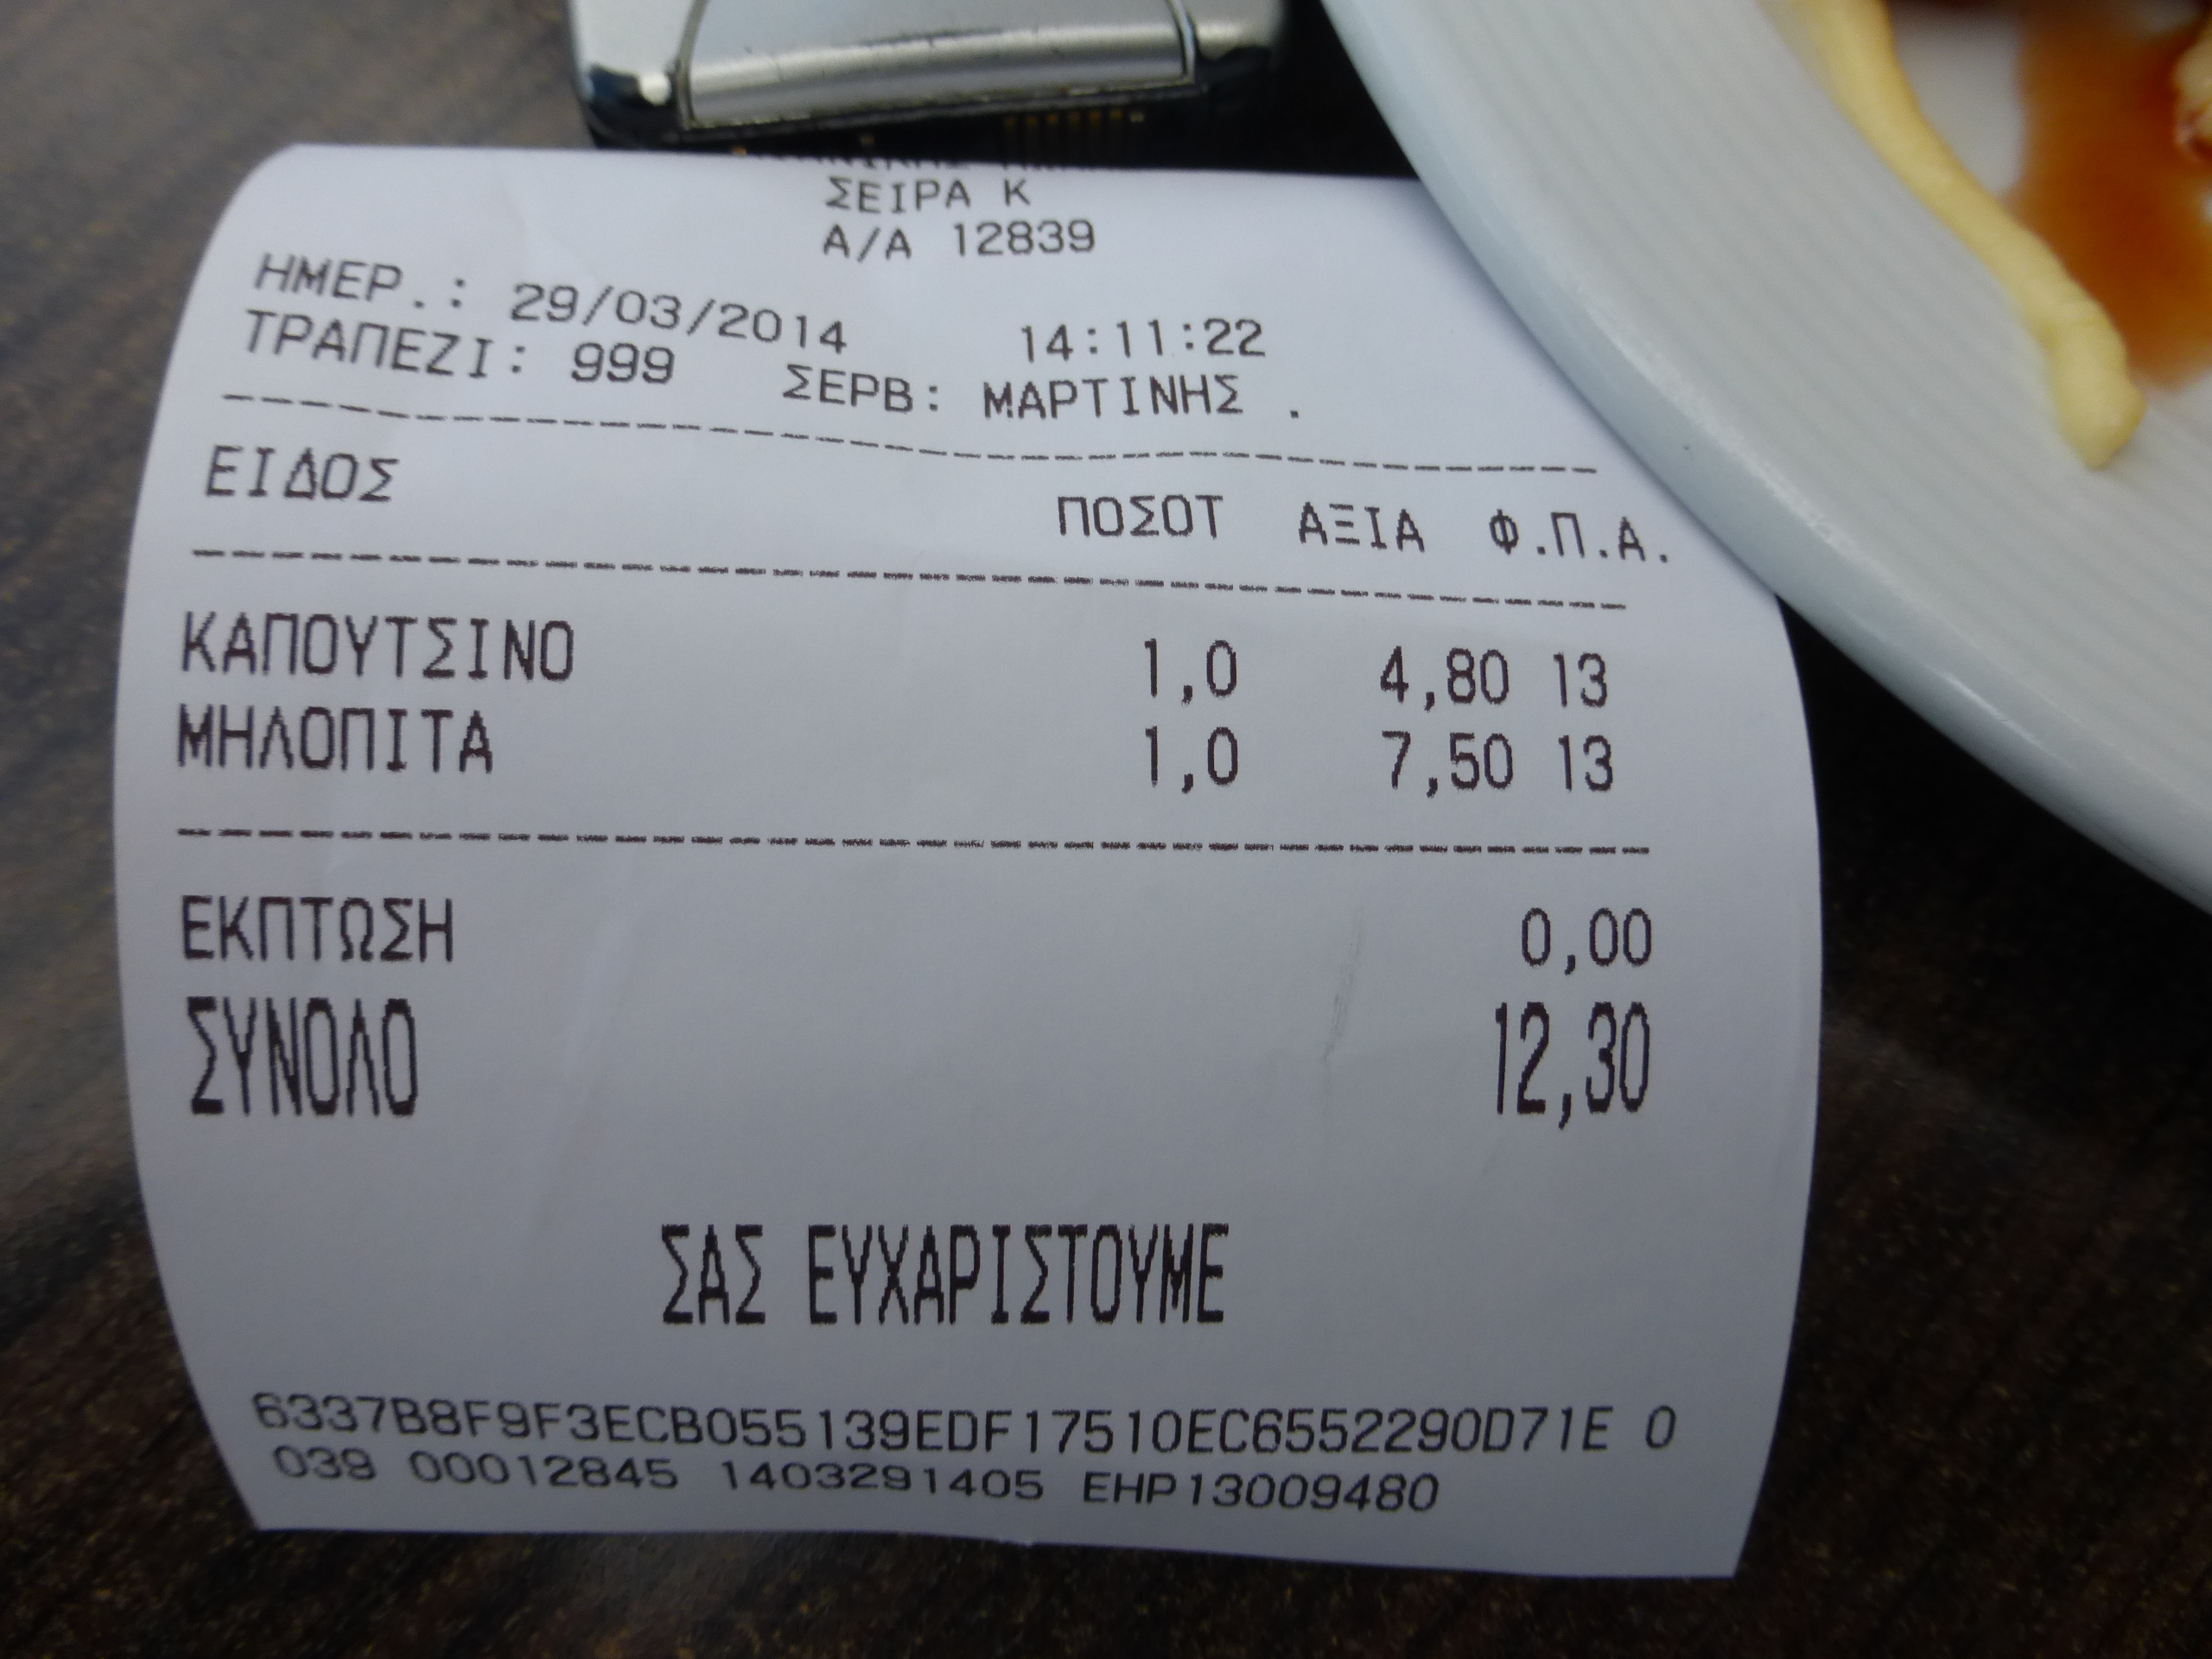 ΣΕΙΡΑ Κ
Α/Α 12839
ΗΜΕΡ.: 29/03/2014 14:11:22
ΤΡΑΠΕΖΙ: 999 ΣΕΡΒ: ΜΑΡΤΙΝΗΣ .
ΕΙΔΟΣ ΠΟΣΟΤ ΑΞΙΑ Φ.Π.Α.
ΚΑΠΟΥΤΣΙΝΟ 1,0 4,80 13
ΜΗΛΟΠΙΤΑ 1,0 7,50 13
ΕΚΠΤΩΣΗ 0,00
ΣΥΝΟΛΟ 12,30
ΣΑΣ ΕΥΧΑΡΙΣΤΟΥΜΕ
6337B8F9F3ECB055139EDF17510EC6552290D71E 0
039 00012845 1403291405 EHP13009480